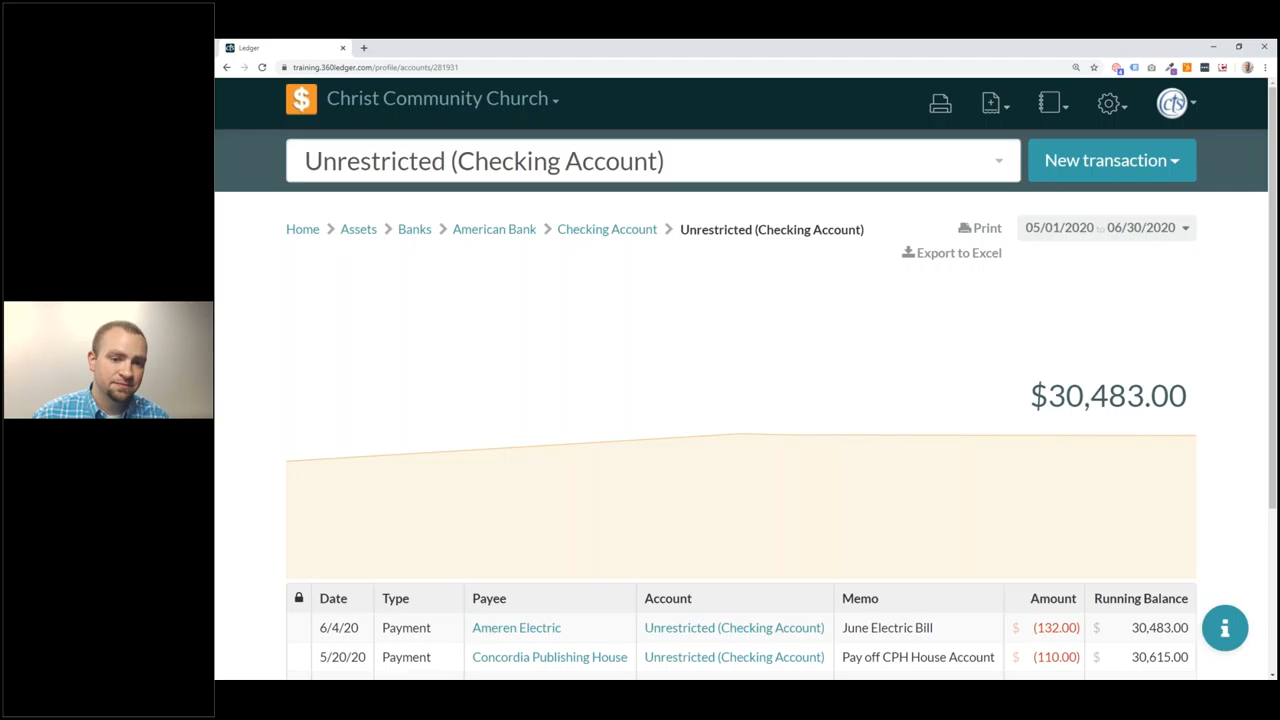 Ledger
training.360ledger.com/profile/accounts/281931
$ Christ Community Church
cts
Unrestricted (Checking Account)
New transaction
Home > Assets > Banks > American Bank > Checking Account > Unrestricted (Checking Account)
Print
05/01/2020 to 06/30/2020
Export to Excel
$30,483.00
Date Type Payee Account Memo Amount Running Balance
6/4/20 Payment Ameren Electric Unrestricted (Checking Account) June Electric Bill $ (132.00) $ 30,483.00
5/20/20 Payment Concordia Publishing House Unrestricted (Checking Account) Pay off CPH House Account $ (110.00) $ 30,615.00
i